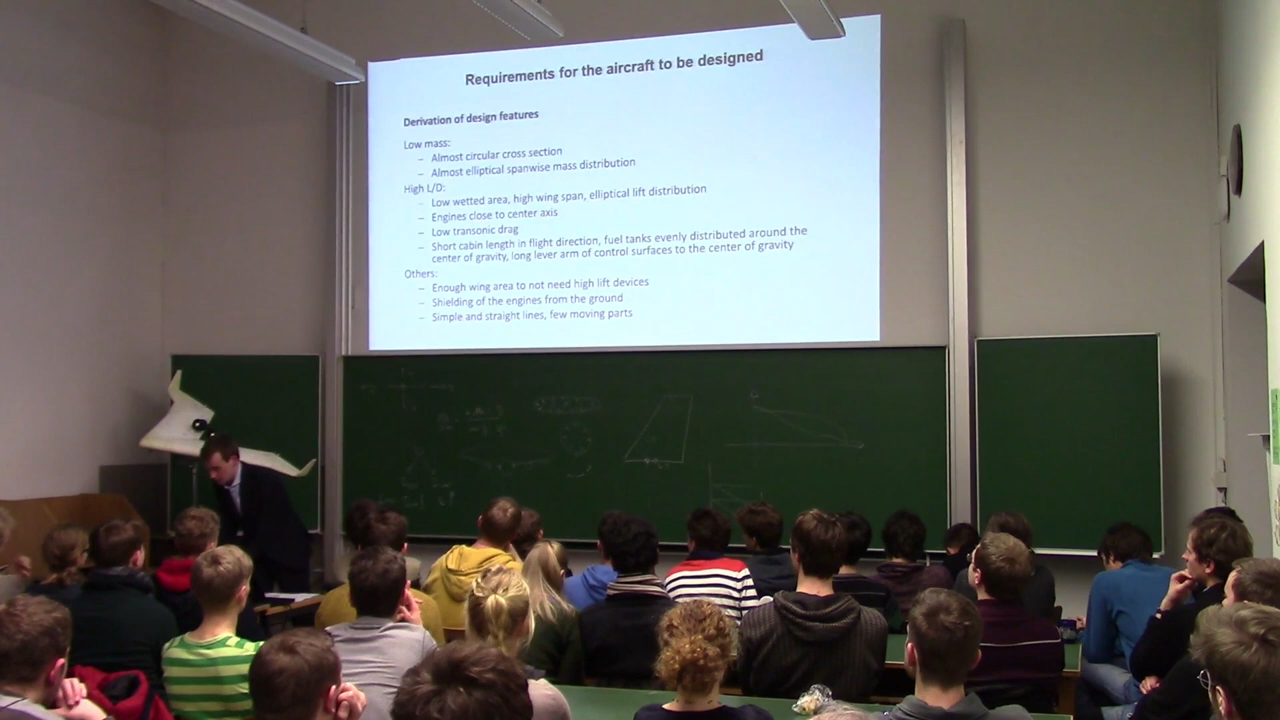 Requirements for the aircraft to be designed
Derivation of design features
Low mass:
– Almost circular cross section
– Almost elliptical spanwise mass distribution
High L/D:
– Low wetted area, high wing span, elliptical lift distribution
– Engines close to center axis
– Low transonic drag
– Short cabin length in flight direction, fuel tanks evenly distributed around the
center of gravity, long lever arm of control surfaces to the center of gravity
Others:
– Enough wing area to not need high lift devices
– Shielding of the engines from the ground
– Simple and straight lines, few moving parts